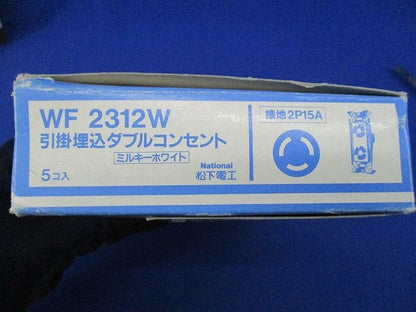 WF 2312W
引掛埋込ダブルコンセント
ミルキーホワイト
5コ入
National
松下電工
接地2P15A